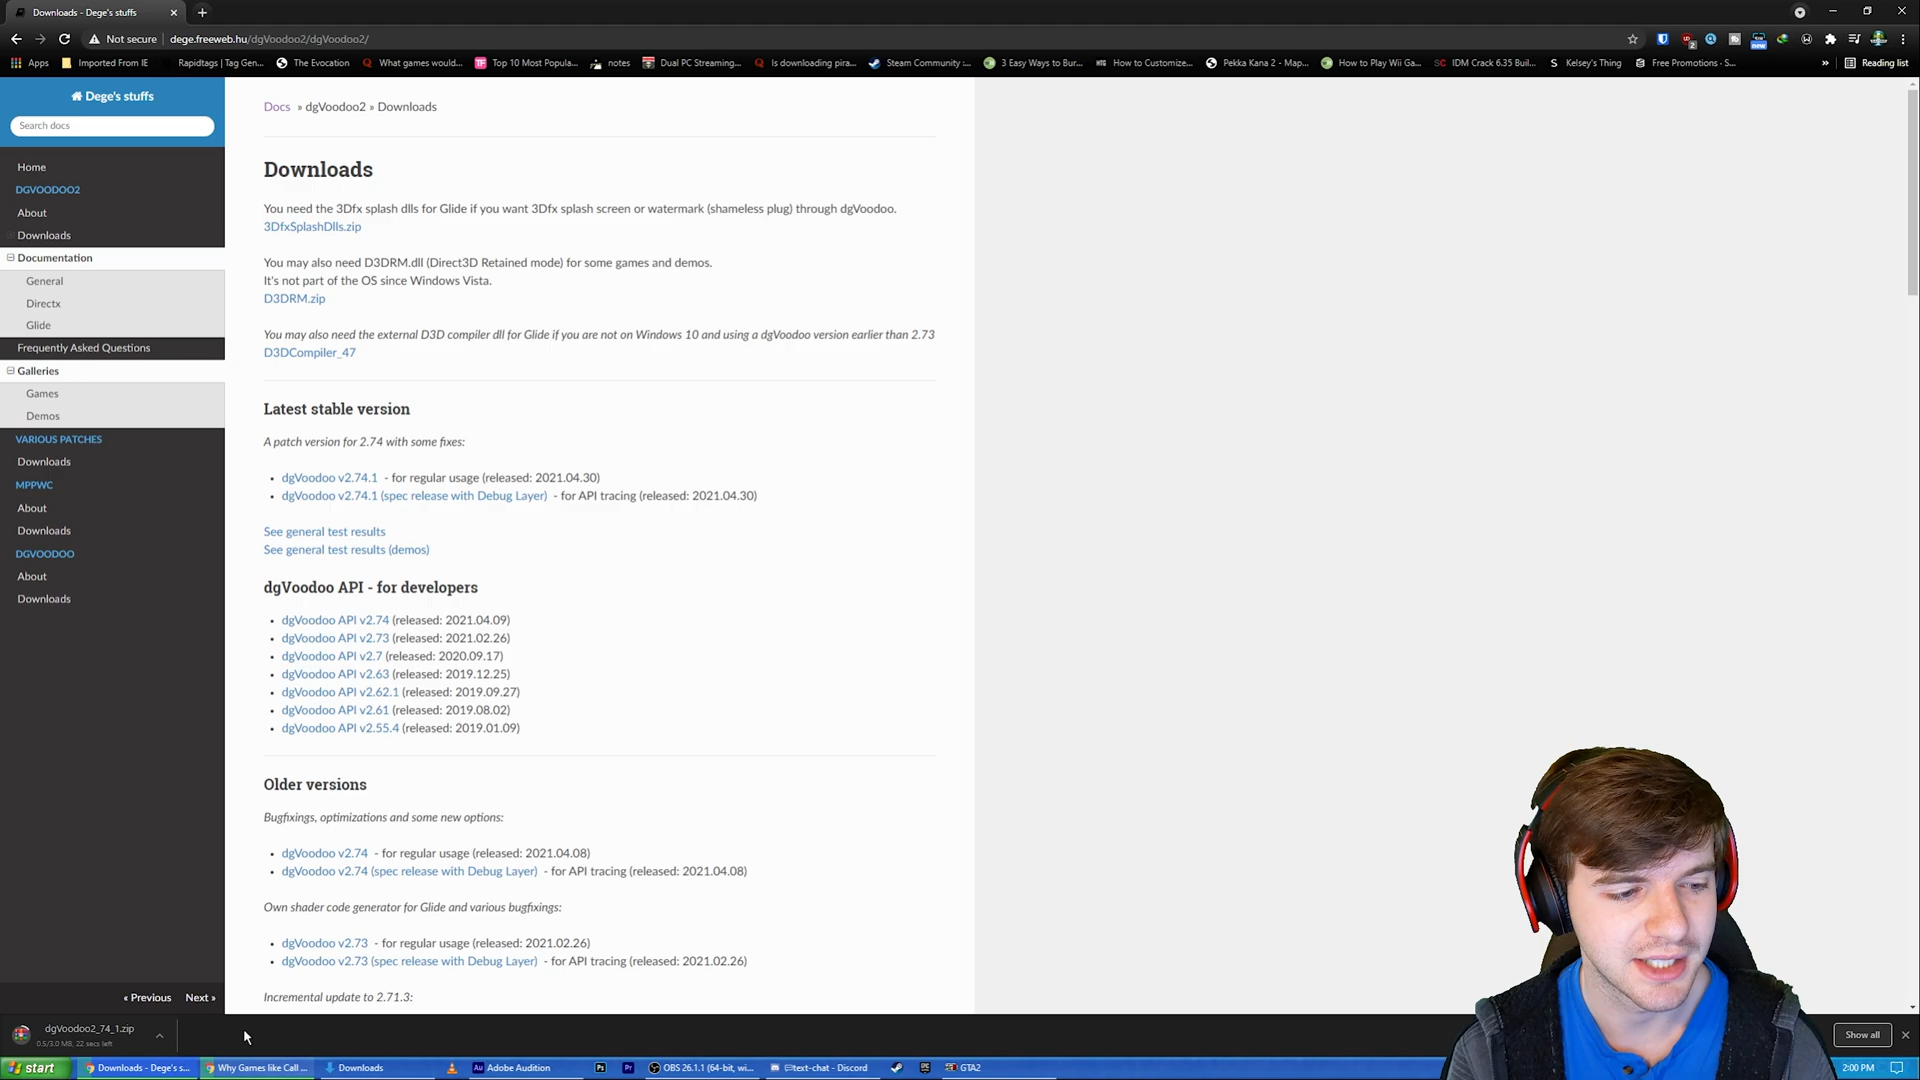 Downloads - Dege's stuffs
Not secure
dege.freeweb.hu/dgVoodoo2/dgVoodoo2/
Apps
Imported From IE
Rapidtags | Tag Gen...
The Evocation
What games would...
Top 10 Most Popula...
notes
Dual PC Streaming...
Is downloading pira...
Steam Community :...
3 Easy Ways to Bur...
How to Customize...
Pekka Kana 2 - Map...
How to Play Wii Ga...
IDM Crack 6.35 Buil...
Kelsey's Thing
Free Promotions - S...
»
Reading list
Dege's stuffs
Search docs
Home
DGVOODOO2
About
Downloads
Documentation
General
Directx
Glide
Frequently Asked Questions
Galleries
Games
Demos
VARIOUS PATCHES
Downloads
MPPWC
About
Downloads
DGVOODOO
About
Downloads
« Previous
Next »
Docs » dgVoodoo2 » Downloads
Downloads
You need the 3Dfx splash dlls for Glide if you want 3Dfx splash screen or watermark (shameless plug) through dgVoodoo.
3DfxSplashDlls.zip
You may also need D3DRM.dll (Direct3D Retained mode) for some games and demos.
It's not part of the OS since Windows Vista.
D3DRM.zip
You may also need the external D3D compiler dll for Glide if you are not on Windows 10 and using a dgVoodoo version earlier than 2.73
D3DCompiler_47
Latest stable version
A patch version for 2.74 with some fixes:
• dgVoodoo v2.74.1 - for regular usage (released: 2021.04.30)
• dgVoodoo v2.74.1 (spec release with Debug Layer) - for API tracing (released: 2021.04.30)
See general test results
See general test results (demos)
dgVoodoo API - for developers
• dgVoodoo API v2.74 (released: 2021.04.09)
• dgVoodoo API v2.73 (released: 2021.02.26)
• dgVoodoo API v2.7 (released: 2020.09.17)
• dgVoodoo API v2.63 (released: 2019.12.25)
• dgVoodoo API v2.62.1 (released: 2019.09.27)
• dgVoodoo API v2.61 (released: 2019.08.02)
• dgVoodoo API v2.55.4 (released: 2019.01.09)
Older versions
Bugfixings, optimizations and some new options:
• dgVoodoo v2.74 - for regular usage (released: 2021.04.08)
• dgVoodoo v2.74 (spec release with Debug Layer) - for API tracing (released: 2021.04.08)
Own shader code generator for Glide and various bugfixings:
• dgVoodoo v2.73 - for regular usage (released: 2021.02.26)
• dgVoodoo v2.73 (spec release with Debug Layer) - for API tracing (released: 2021.02.26)
Incremental update to 2.71.3:
dgVoodoo2_74_1.zip
0.5/3.0 MB, 22 secs left
Show all
start
Downloads - Dege's s...
Why Games like Call ...
Downloads
Adobe Audition
OBS 26.1.1 (64-bit, wi...
text-chat - Discord
GTA2
2:00 PM